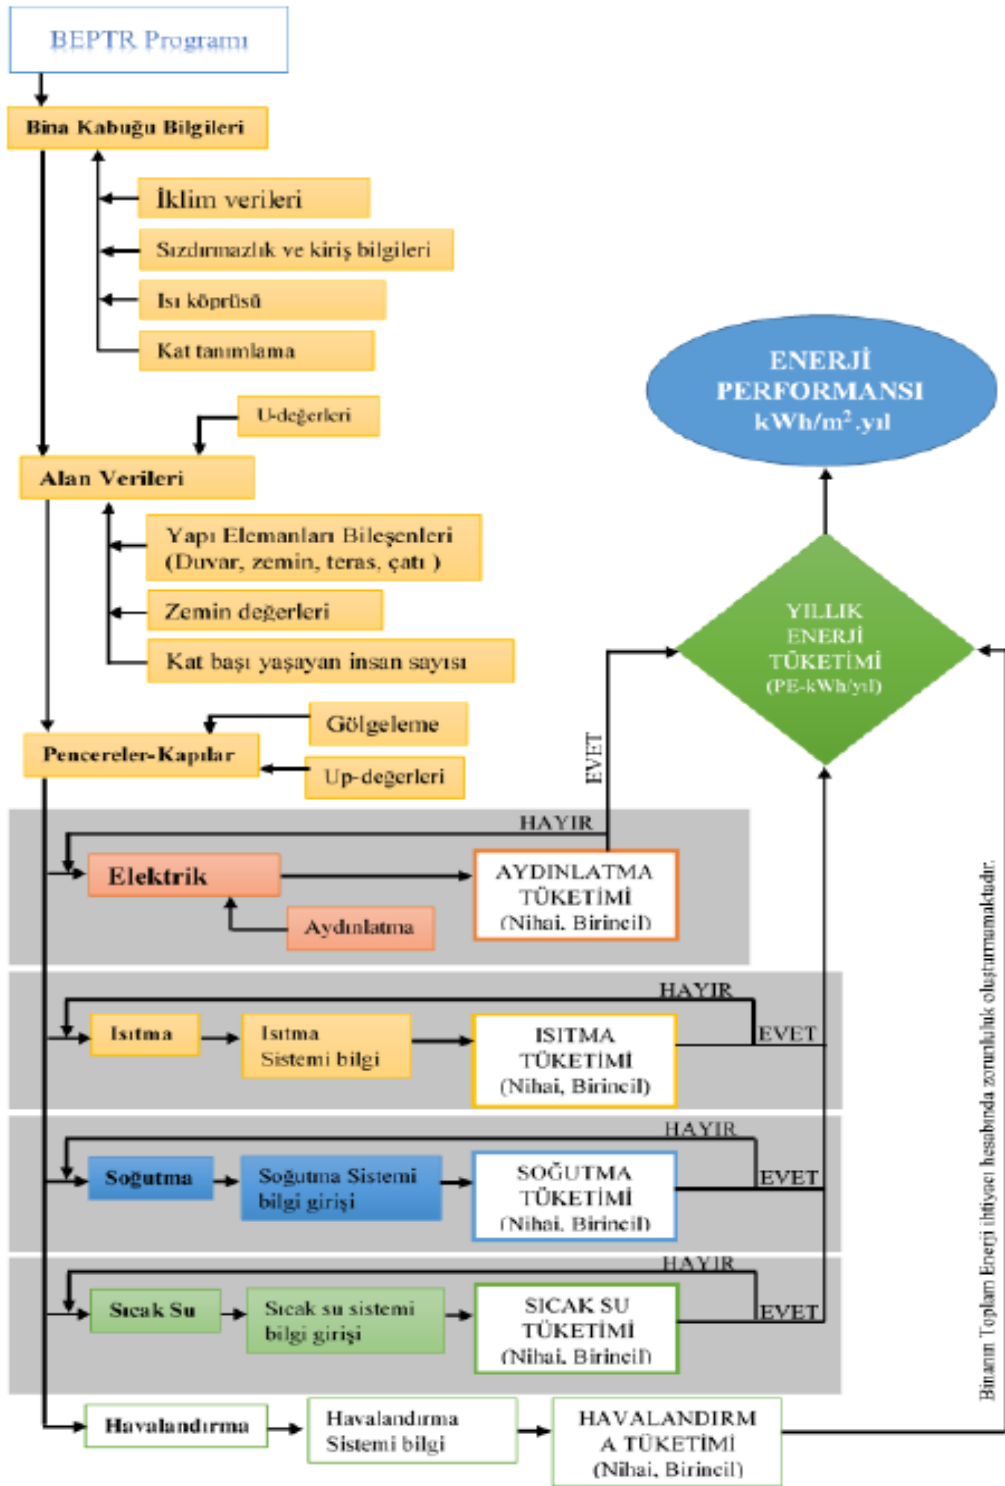 BEPTR Programı
Bina Kabuğu Bilgileri
İklim verileri
Sızdırmazlık ve kiriş bilgileri
Isı köprüsü
Kat tanımlama
U-değerleri
Alan Verileri
Yapı Elemanları Bileşenleri
(Duvar, zemin, teras, çatı )
Zemin değerleri
Kat başı yaşayan insan sayısı
Gölgeleme
Pencereler-Kapılar
Up-değerleri
ENERJİ
PERFORMANSI
kWh/m².yıl
YILLIK
ENERJİ
TÜKETİMİ
(PE-kWh/yıl)
EVET
HAYIR
Elektrik
Aydınlatma
AYDINLATMA
TÜKETİMİ
(Nihai, Birincil)
HAYIR
Isıtma
Isıtma
Sistemi bilgi
ISITMA
TÜKETİMİ
(Nihai, Birincil)
EVET
HAYIR
Soğutma
Soğutma Sistemi
bilgi girişi
SOĞUTMA
TÜKETİMİ
(Nihai, Birincil)
EVET
HAYIR
Sıcak Su
Sıcak su sistemi
bilgi girişi
SICAK SU
TÜKETİMİ
(Nihai, Birincil)
EVET
Havalandırma
Havalandırma
Sistemi bilgi
HAVALANDIRM
A TÜKETİMİ
(Nihai, Birincil)
Binanın Toplam Enerji ihtiyacı hesabında zorunluluk oluşturmamaktadır.